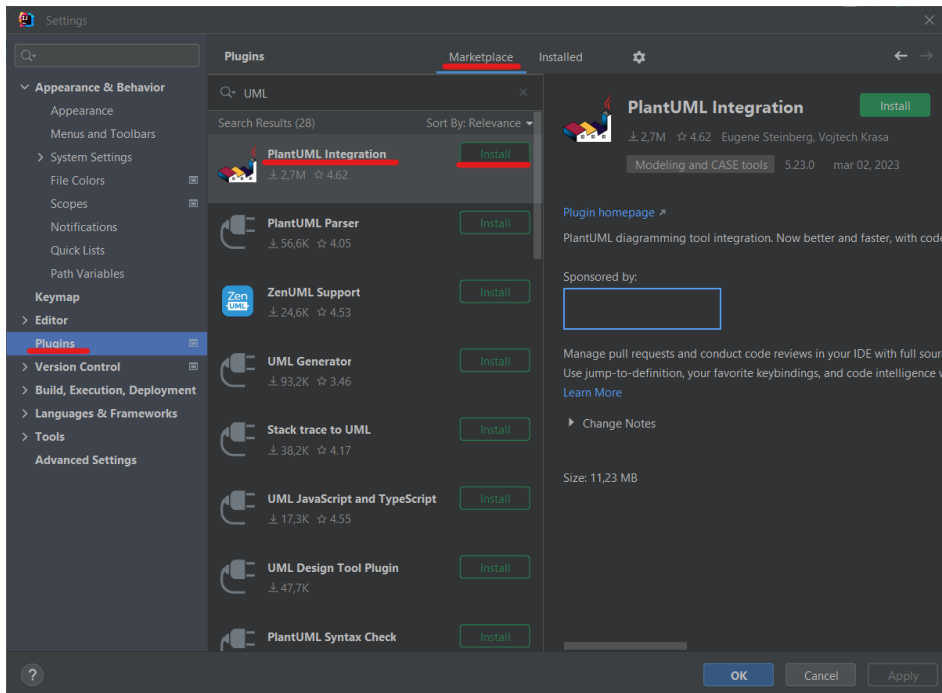 Settings
Appearance & Behavior
Appearance
Menus and Toolbars
System Settings
File Colors
Scopes
Notifications
Quick Lists
Path Variables
Keymap
Editor
Plugins
Version Control
Build, Execution, Deployment
Languages & Frameworks
Tools
Advanced Settings
Plugins
Marketplace
Installed
UML
Search Results (28)
Sort By: Relevance
PlantUML Integration
Install
2,7M 4.62
PlantUML Parser
Install
56,6K 4.05
Zen
UML
ZenUML Support
Install
24,6K 4.53
UML Generator
Install
93,2K 3.46
Stack trace to UML
Install
38,2K 4.17
UML JavaScript and TypeScript
Install
17,3K 4.55
UML Design Tool Plugin
Install
47,7K
PlantUML Syntax Check
Install
PlantUML Integration
Install
2,7M 4.62 Eugene Steinberg, Vojtech Krasa
Modeling and CASE tools 5.23.0 mar 02, 2023
Plugin homepage
PlantUML diagramming tool integration. Now better and faster, with code
Sponsored by:
Manage pull requests and conduct code reviews in your IDE with full sour
Use jump-to-definition, your favorite keybindings, and code intelligence
Learn More
Change Notes
Size: 11,23 MB
?
OK
Cancel
Apply